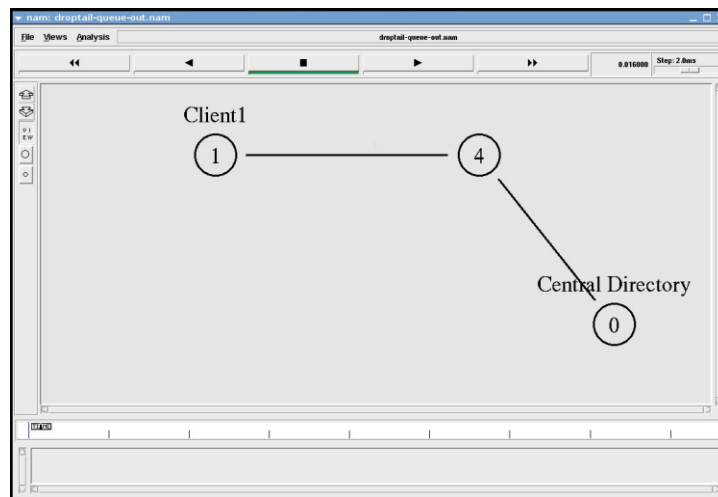 nam: droptail-queue-out.nam
File Views Analysis droptail-queue-out.nam
0.016000 Step: 2.0ms
Client1
1 4
Central Directory
0
TIME